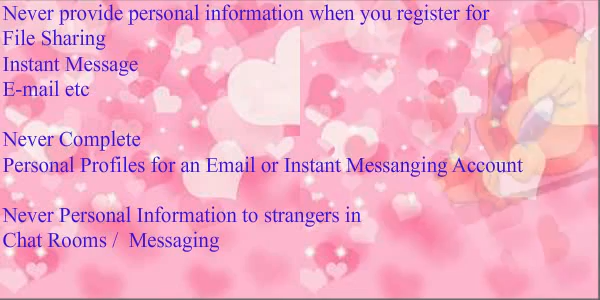 Never provide personal information when you register for
File Sharing
Instant Message
E-mail etc
Never Complete
Personal Profiles for an Email or Instant Messanging Account
Never Personal Information to strangers in
Chat Rooms /  Messaging